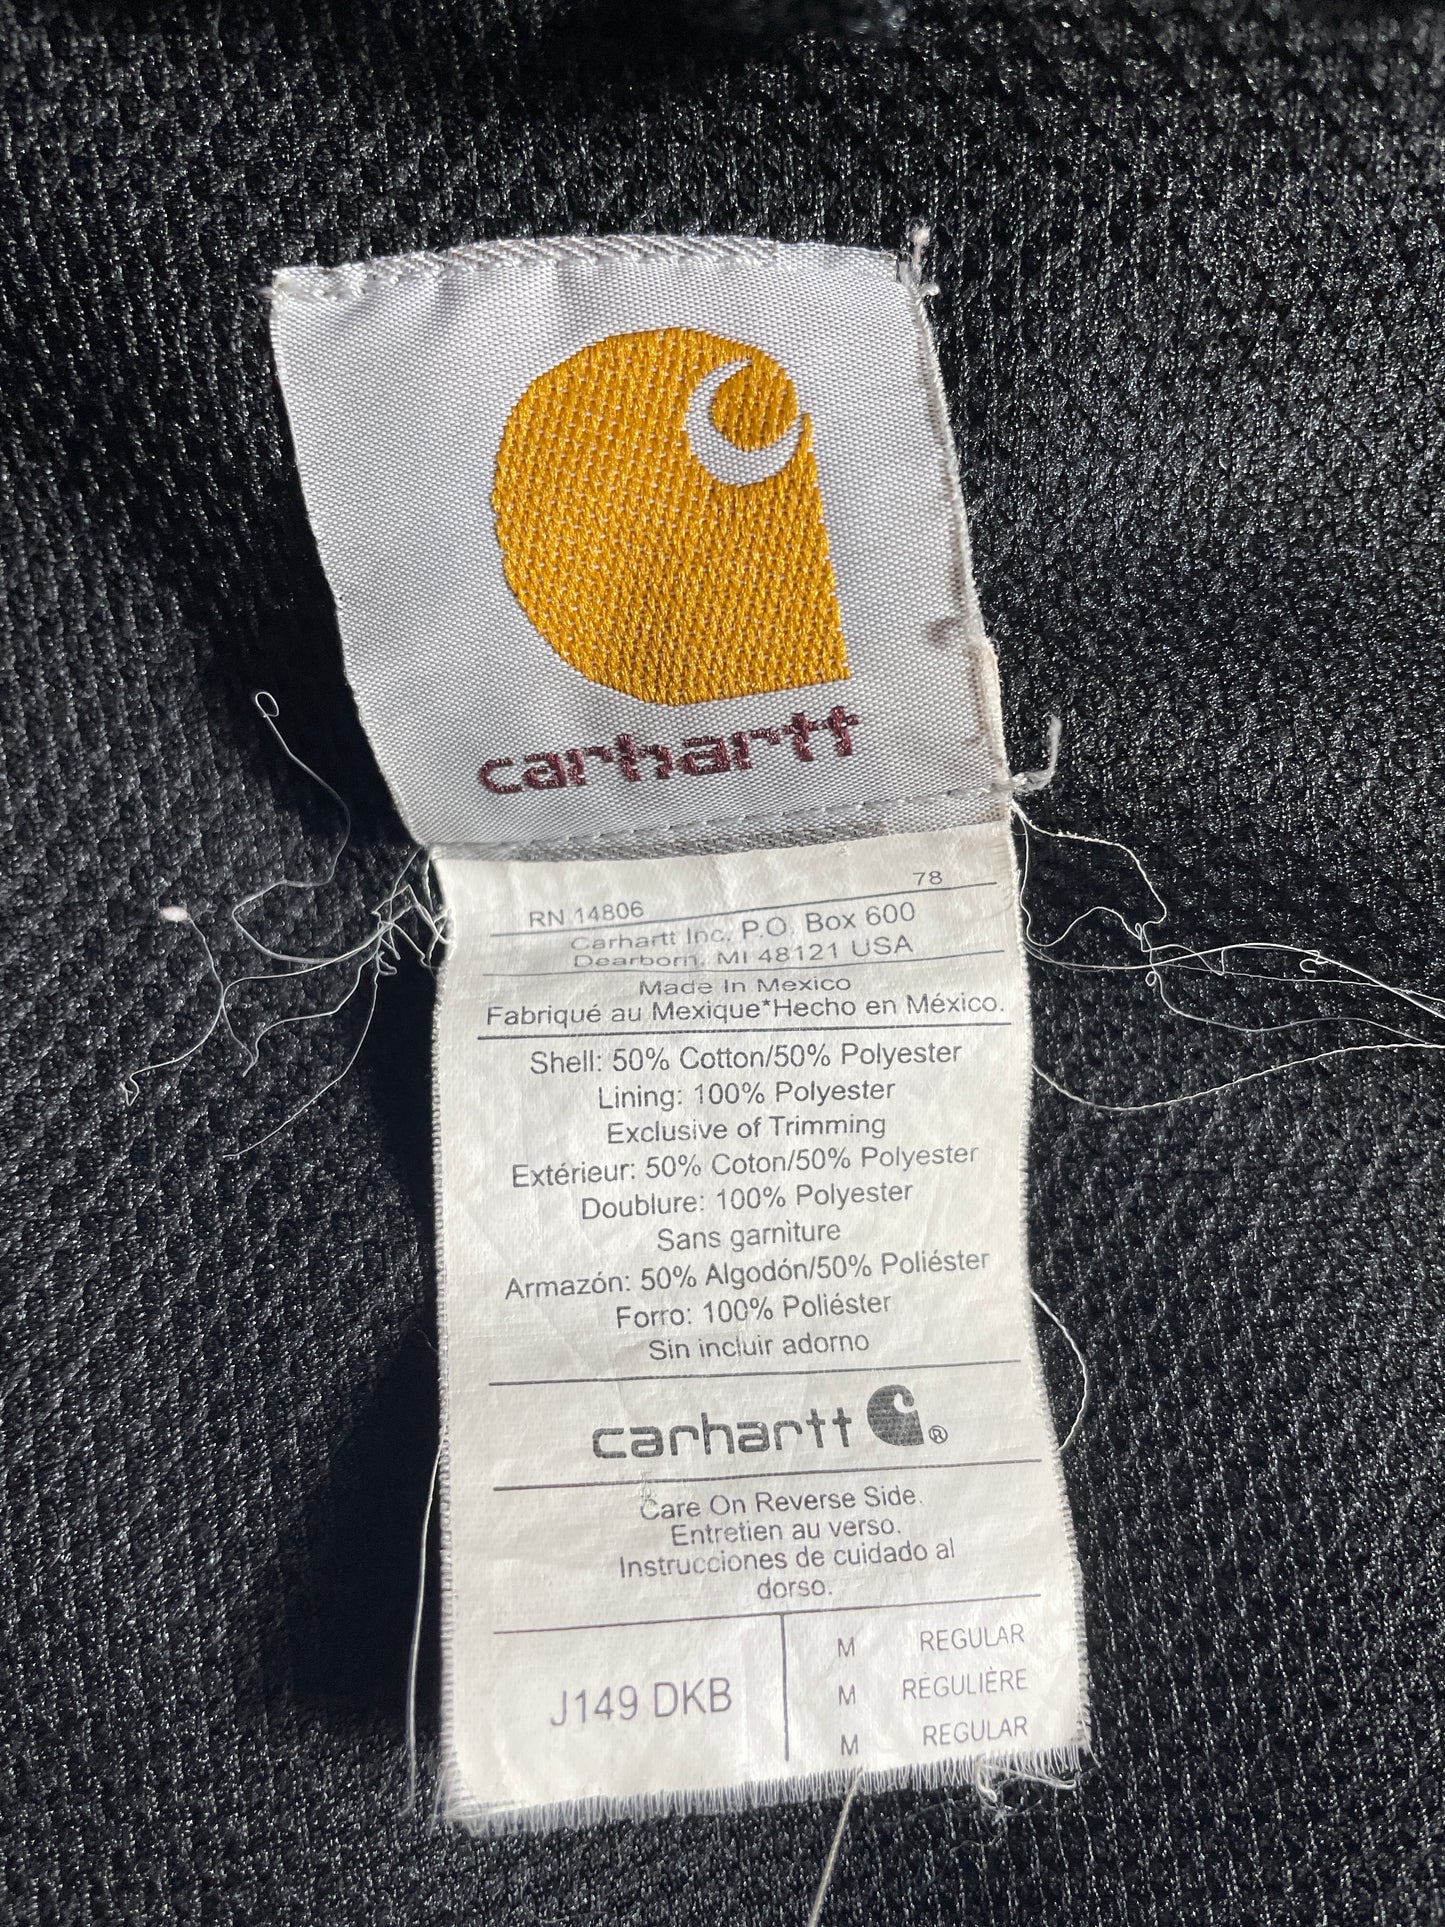 carhartt
78
RN 14806
Carhartt Inc. P.O. Box 600
Dearborn, MI 48121 USA
Made In Mexico
Fabriqué au Mexique*Hecho en México.
Shell: 50% Cotton/50% Polyester
Lining: 100% Polyester
Exclusive of Trimming
Extérieur: 50% Coton/50% Polyester
Doublure: 100% Polyester
Sans garniture
Armazón: 50% Algodón/50% Poliéster
Forro: 100% Poliéster
Sin incluir adorno
carhartt ®
Care On Reverse Side.
Entretien au verso.
Instrucciones de cuidado al
dorso.
J149 DKB
M REGULAR
M RÉGULIÈRE
M REGULAR